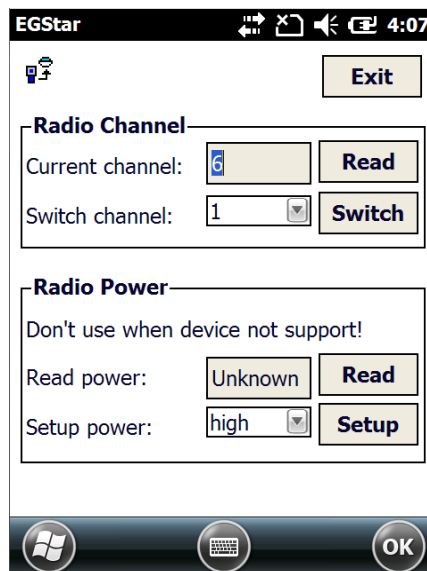 EGStar 4:07
Exit
Radio Channel
Current channel: 6 Read
Switch channel: 1 Switch
Radio Power
Don't use when device not support!
Read power: Unknown Read
Setup power: high Setup
OK